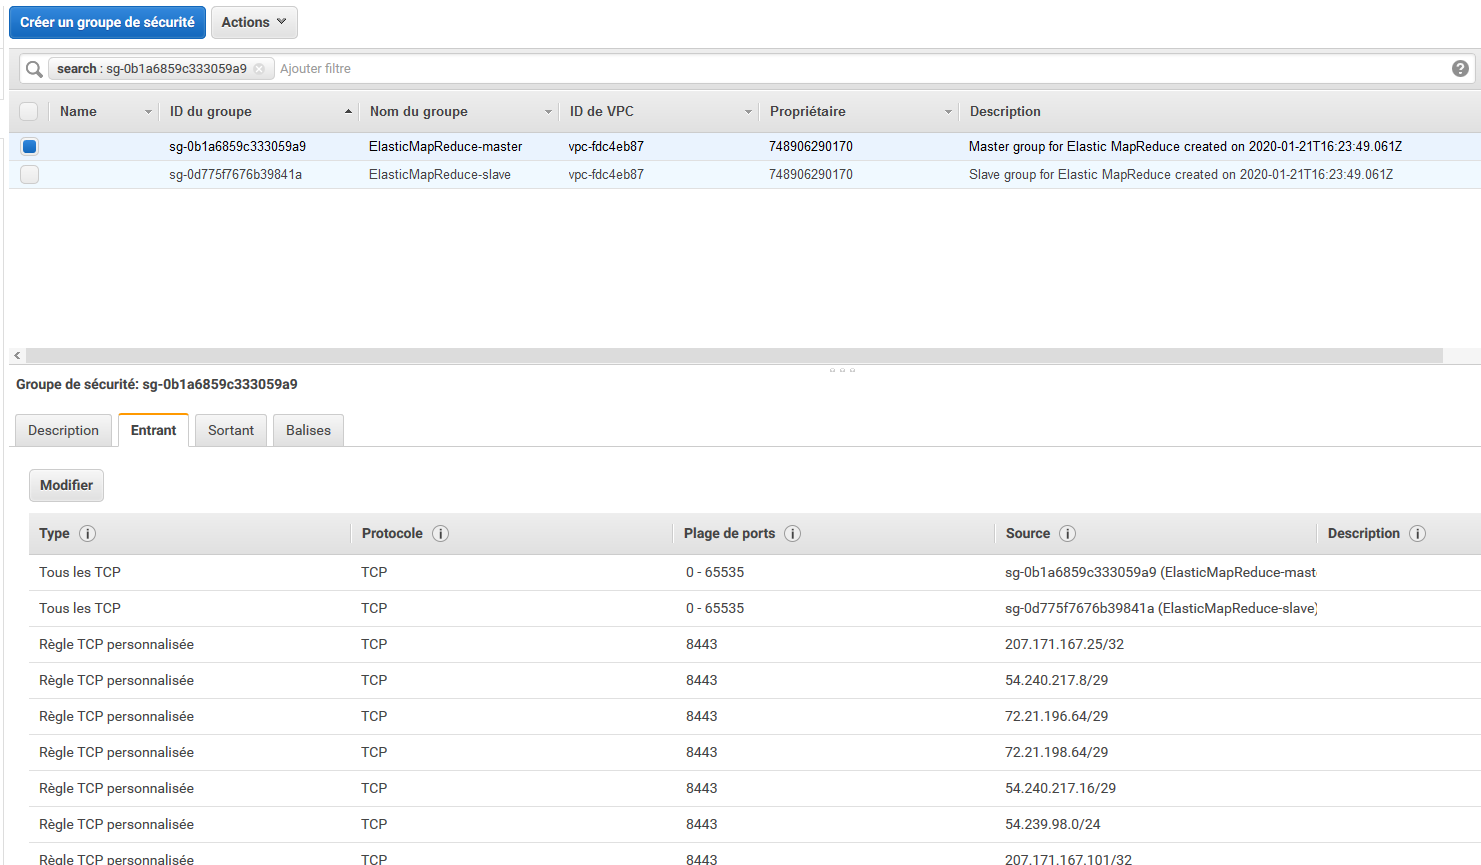 Créer un groupe de sécurité Actions
search : sg-0b1a6859c333059a9 Ajouter filtre
Name ID du groupe Nom du groupe ID de VPC Propriétaire Description
sg-0b1a6859c333059a9 ElasticMapReduce-master vpc-fdc4eb87 748906290170 Master group for Elastic MapReduce created on 2020-01-21T16:23:49.061Z
sg-0d775f7676b39841a ElasticMapReduce-slave vpc-fdc4eb87 748906290170 Slave group for Elastic MapReduce created on 2020-01-21T16:23:49.061Z
Groupe de sécurité: sg-0b1a6859c333059a9
Description Entrant Sortant Balises
Modifier
Type Protocole Plage de ports Source Description
Tous les TCP TCP 0 - 65535 sg-0b1a6859c333059a9 (ElasticMapReduce-mast
Tous les TCP TCP 0 - 65535 sg-0d775f7676b39841a (ElasticMapReduce-slave)
Règle TCP personnalisée TCP 8443 207.171.167.25/32
Règle TCP personnalisée TCP 8443 54.240.217.8/29
Règle TCP personnalisée TCP 8443 72.21.196.64/29
Règle TCP personnalisée TCP 8443 72.21.198.64/29
Règle TCP personnalisée TCP 8443 54.240.217.16/29
Règle TCP personnalisée TCP 8443 54.239.98.0/24
Règle TCP personnalisée TCP 8443 207.171.167.101/32